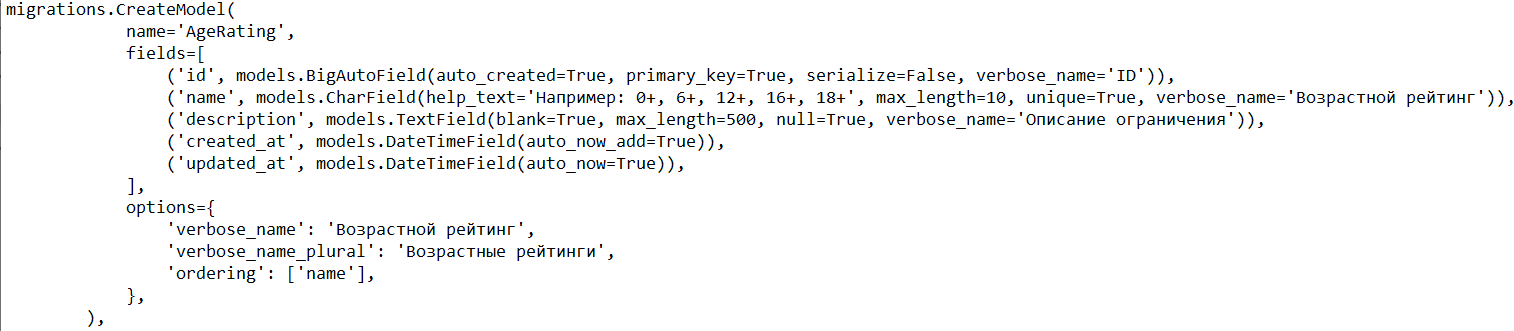 migrations.CreateModel(
            name='AgeRating',
            fields=[
                ('id', models.BigAutoField(auto_created=True, primary_key=True, serialize=False, verbose_name='ID')),
                ('name', models.CharField(help_text='Например: 0+, 6+, 12+, 16+, 18+', max_length=10, unique=True, verbose_name='Возрастной рейтинг')),
                ('description', models.TextField(blank=True, max_length=500, null=True, verbose_name='Описание ограничения')),
                ('created_at', models.DateTimeField(auto_now_add=True)),
                ('updated_at', models.DateTimeField(auto_now=True)),
            ],
            options={
                'verbose_name': 'Возрастной рейтинг',
                'verbose_name_plural': 'Возрастные рейтинги',
                'ordering': ['name'],
            },
        ),